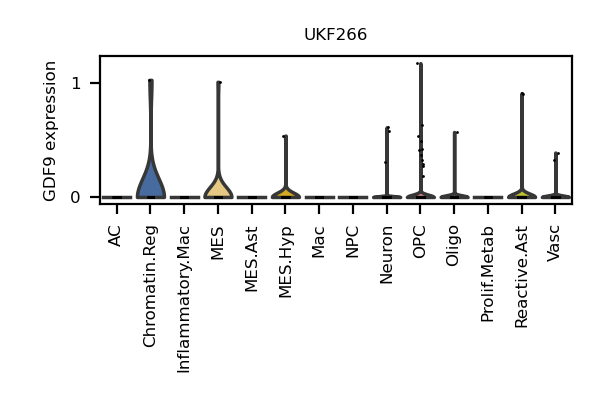 UKF266
GDF9 expression
1
0
AC
Chromatin.Reg
Inflammatory.Mac
MES
MES.Ast
MES.Hyp
Mac
NPC
Neuron
OPC
Oligo
Prolif.Metab
Reactive.Ast
Vasc